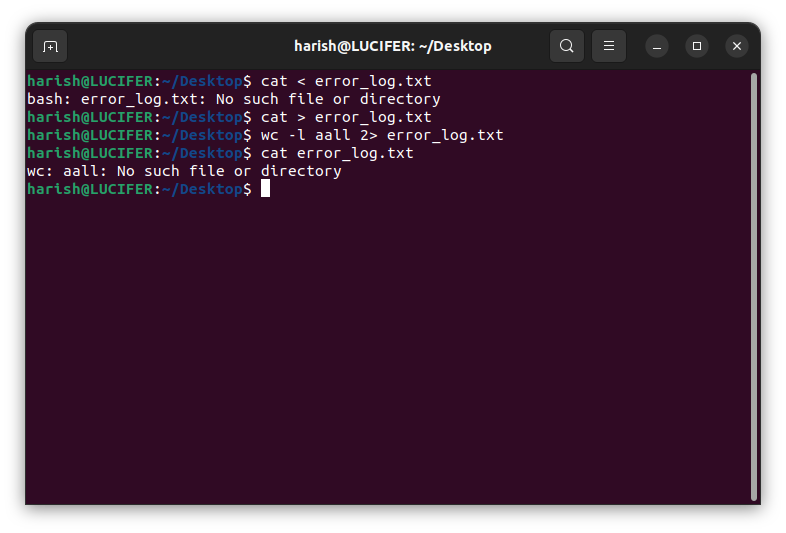 harish@LUCIFER: ~/Desktop
harish@LUCIFER:~/Desktop$ cat < error_log.txt
bash: error_log.txt: No such file or directory
harish@LUCIFER:~/Desktop$ cat > error_log.txt
harish@LUCIFER:~/Desktop$ wc -l aall 2> error_log.txt
harish@LUCIFER:~/Desktop$ cat error_log.txt
wc: aall: No such file or directory
harish@LUCIFER:~/Desktop$